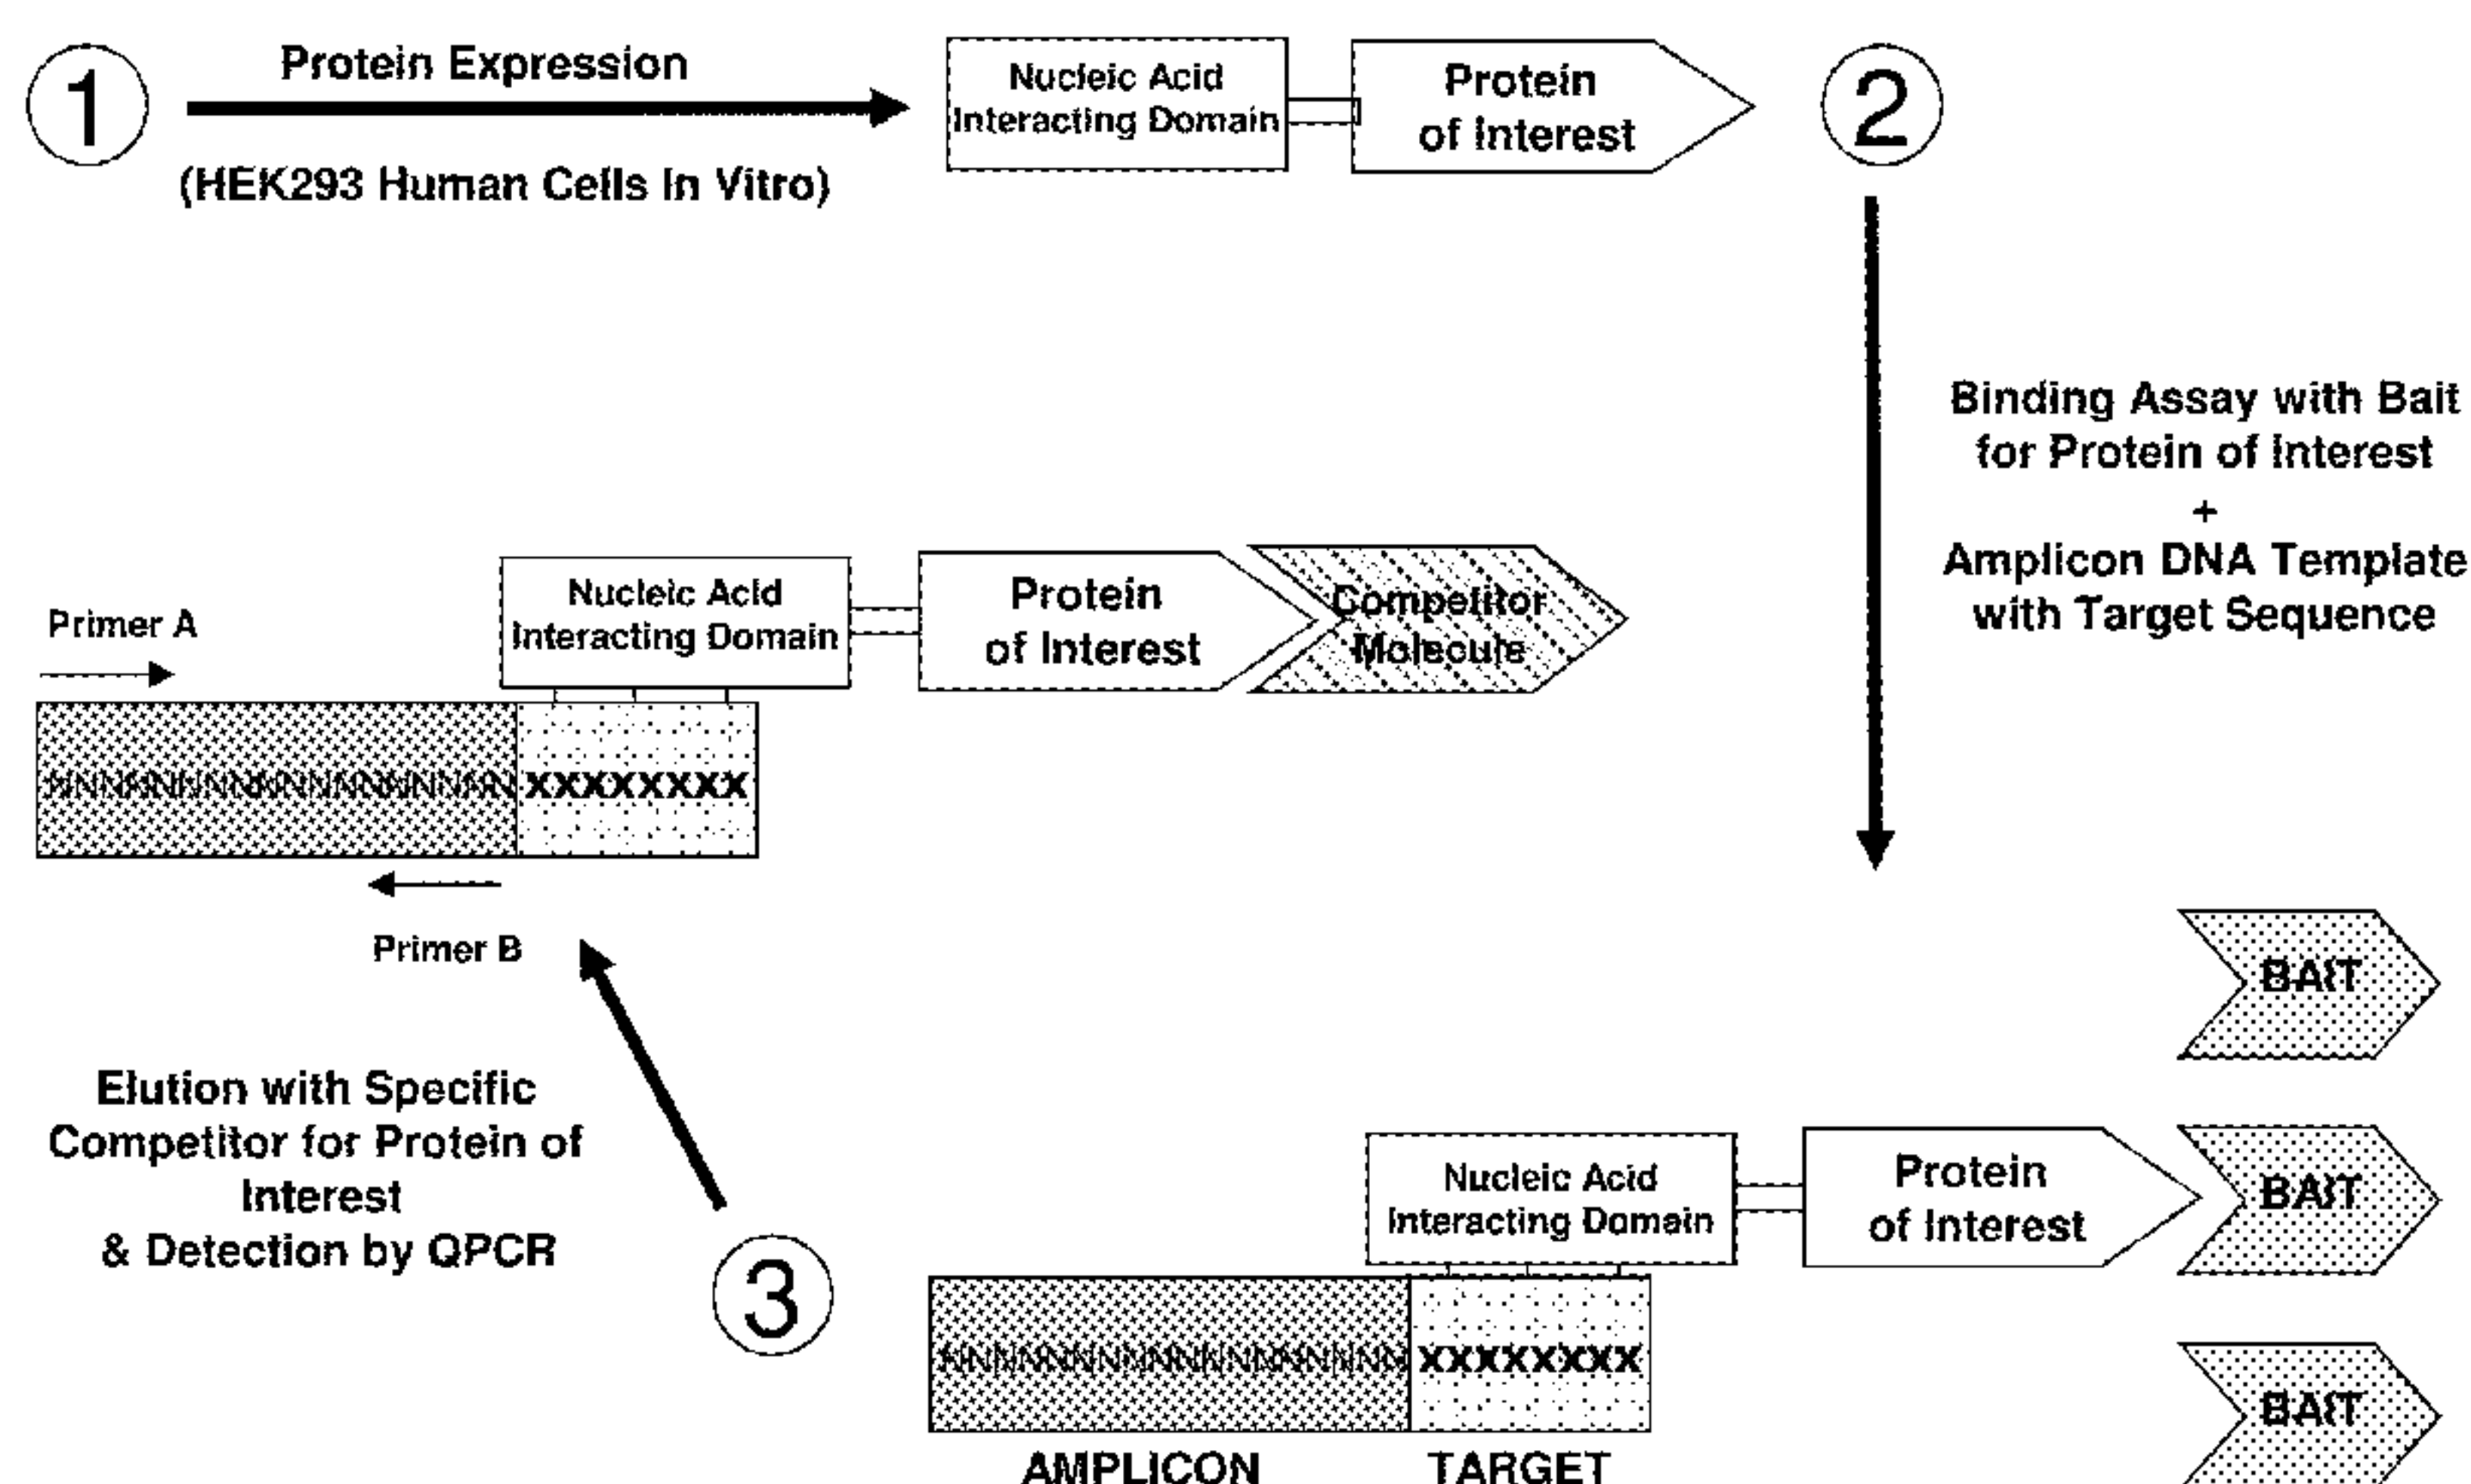 1
Protein Expression
(HEK293 Human Cells In Vitro)
Nucleic Acid
Interacting Domain
Protein
of Interest
2
Binding Assay with Bait
for Protein of Interest
+
Amplicon DNA Template
with Target Sequence
Primer A
Nucleic Acid
Interacting Domain
Protein
of Interest
Competitor
Molecule
XXXXXXXX
Primer B
Elution with Specific
Competitor for Protein of
Interest
& Detection by QPCR
3
BAIT
Nucleic Acid
Interacting Domain
Protein
of Interest
BAIT
XXXXXXXX
BAIT
AMPLICON
TARGET